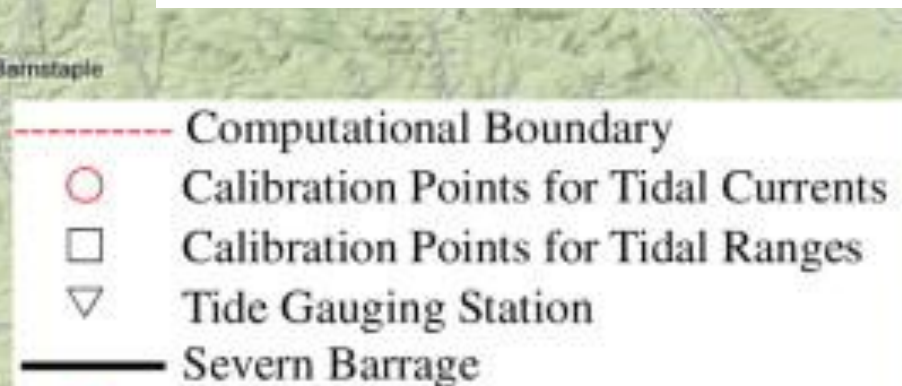 Barnstaple
Computational Boundary
Calibration Points for Tidal Currents
Calibration Points for Tidal Ranges
Tide Gauging Station
Severn Barrage